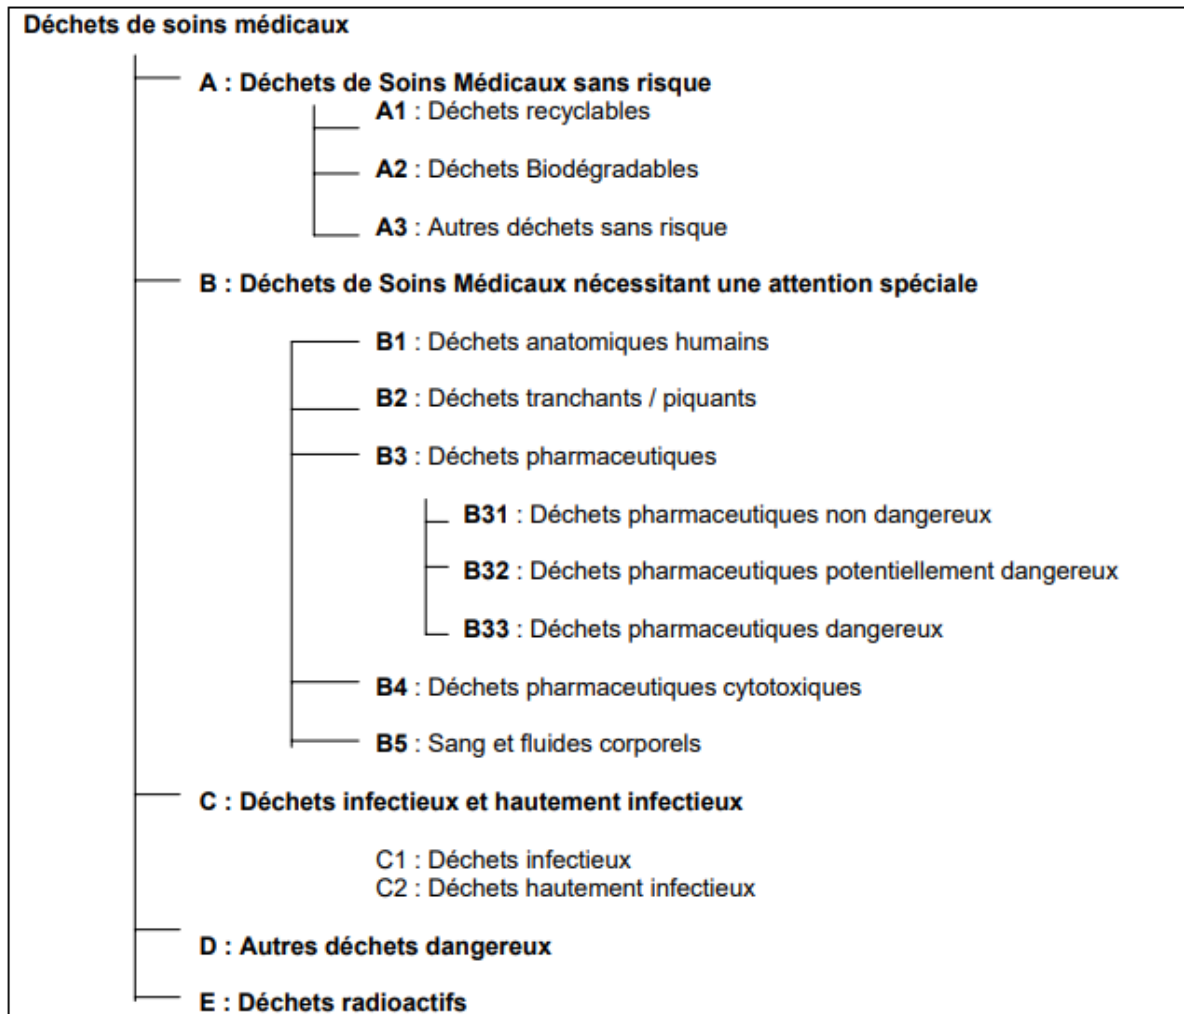 Déchets de soins médicaux
A : Déchets de Soins Médicaux sans risque
A1 : Déchets recyclables
A2 : Déchets Biodégradables
A3 : Autres déchets sans risque
B : Déchets de Soins Médicaux nécessitant une attention spéciale
B1 : Déchets anatomiques humains
B2 : Déchets tranchants / piquants
B3 : Déchets pharmaceutiques
B31 : Déchets pharmaceutiques non dangereux
B32 : Déchets pharmaceutiques potentiellement dangereux
B33 : Déchets pharmaceutiques dangereux
B4 : Déchets pharmaceutiques cytotoxiques
B5 : Sang et fluides corporels
C : Déchets infectieux et hautement infectieux
C1 : Déchets infectieux
C2 : Déchets hautement infectieux
D : Autres déchets dangereux
E : Déchets radioactifs